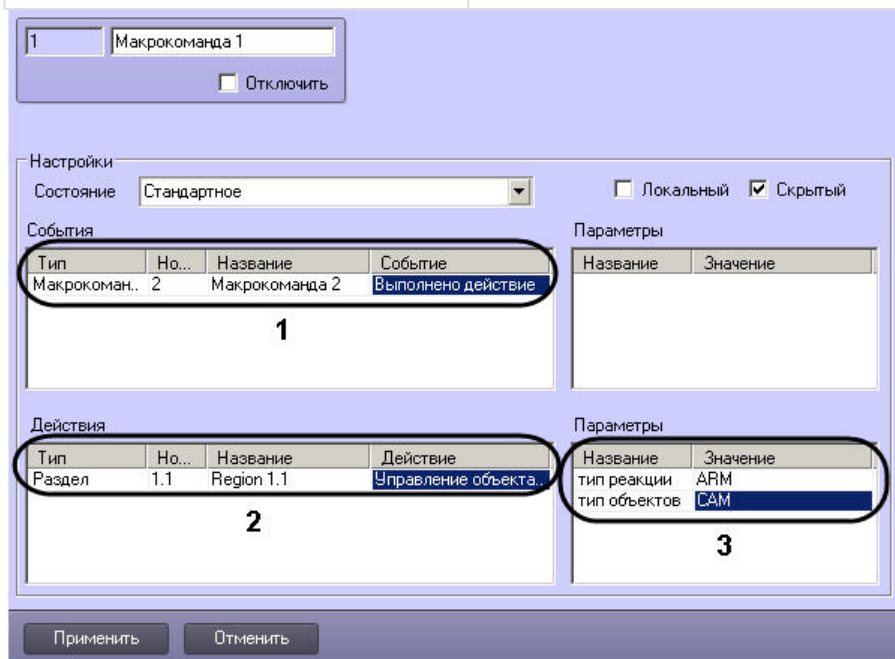 1 Макрокоманда 1
Отключить
Настройки
Состояние Стандартное Локальный Скрытый
События Параметры
Тип Но... Название Событие Название Значение
Макрокоман.. 2 Макрокоманда 2 Выполнено действие
1
Действия Параметры
Тип Но... Название Действие Название Значение
Раздел 1.1 Region 1.1 Управление объекта.. тип реакции ARM
тип объектов CAM
2 3
Применить Отменить